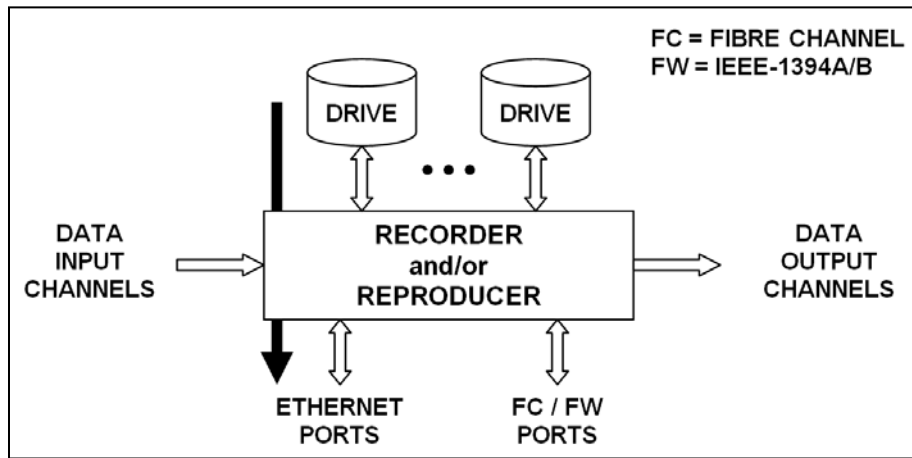 FC = FIBRE CHANNEL
FW = IEEE-1394A/B
DRIVE
DRIVE
DATA
INPUT
CHANNELS
RECORDER
and/or
REPRODUCER
DATA
OUTPUT
CHANNELS
ETHERNET
PORTS
FC / FW
PORTS